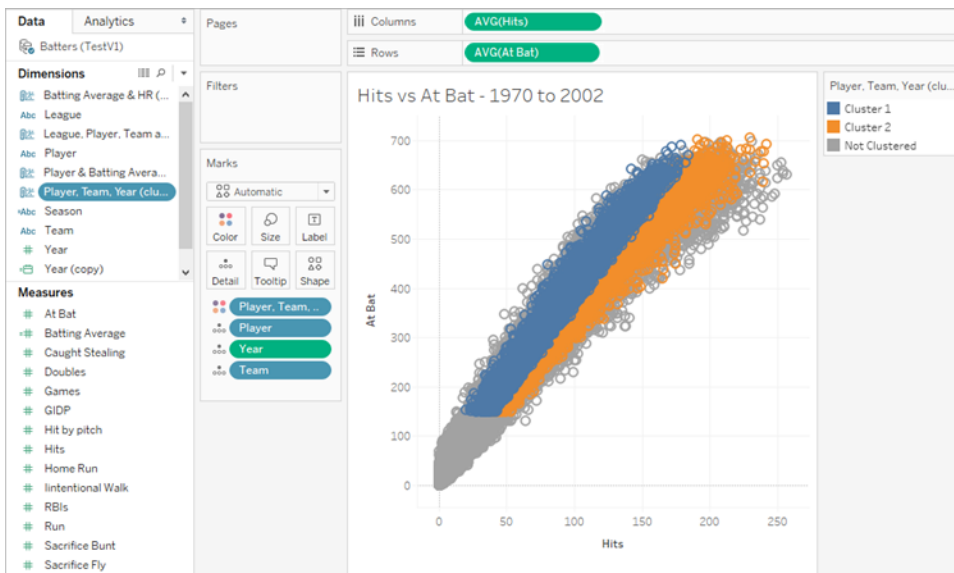 Data
Analytics
Batters (TestV1)
Dimensions
Batting Average & HR (...
Abc League
League, Player, Team a...
Abc Player
Player & Batting Avera...
Player, Team, Year (clu...
Abc Season
Abc Team
# Year
Year (copy)
Measures
# At Bat
# Batting Average
# Caught Stealing
# Doubles
# Games
# GIDP
# Hit by pitch
# Hits
# Home Run
# Iintentional Walk
# RBIs
# Run
# Sacrifice Bunt
# Sacrifice Fly
Pages
Filters
Marks
Automatic
Color
Size
Label
Detail
Tooltip
Shape
Player, Team, ..
Player
Year
Team
Columns
AVG(Hits)
Rows
AVG(At Bat)
Hits vs At Bat - 1970 to 2002
At Bat
700
600
500
400
300
200
100
0
0 50 100 150 200 250
Hits
Player, Team, Year (clu...
Cluster 1
Cluster 2
Not Clustered